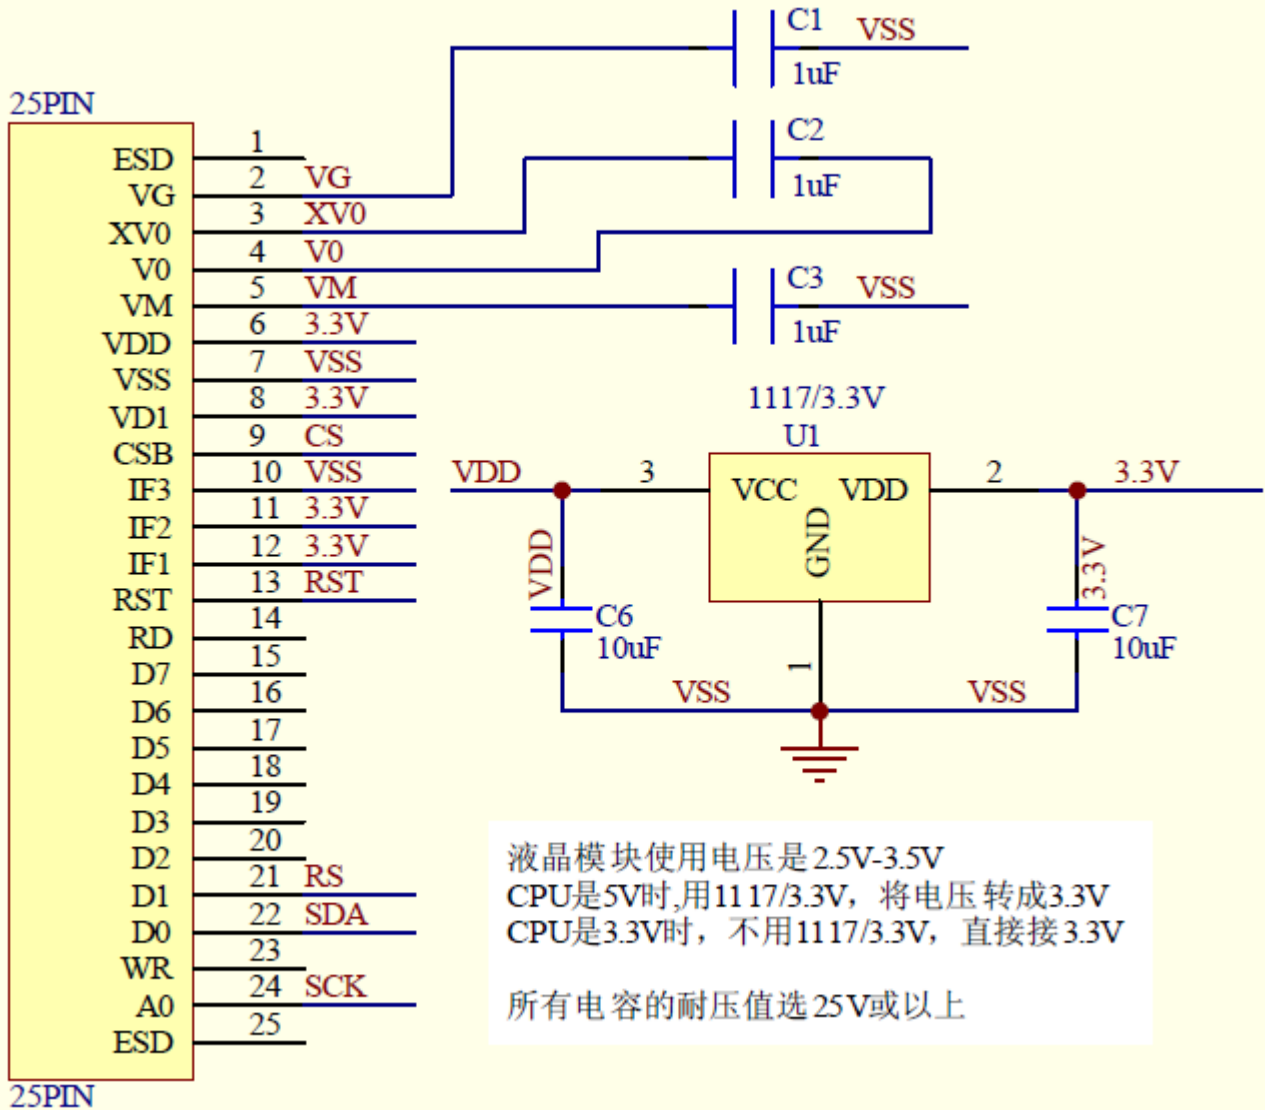 25PIN
ESD 1
VG 2 VG
XV0 3 XV0
V0 4 V0
VM 5 VM
VDD 6 3.3V
VSS 7 VSS
VD1 8 3.3V
CSB 9 CS
IF3 10 VSS
IF2 11 3.3V
IF1 12 3.3V
RST 13 RST
RD 14
D7 15
D6 16
D5 17
D4 18
D3 19
D2 20
D1 21 RS
D0 22 SDA
WR 23
A0 24 SCK
ESD 25
25PIN
C1 VSS
1uF
C2
1uF
C3 VSS
1uF
1117/3.3V
U1
VDD 3 VCC VDD 2 3.3V
GND
VDD
3.3V
C6
10uF
C7
10uF
1
VSS VSS
液晶模块使用电压是2.5V-3.5V
CPU是5V时,用1117/3.3V，将电压转成3.3V
CPU是3.3V时，不用1117/3.3V，直接接3.3V
所有电容的耐压值选25V或以上